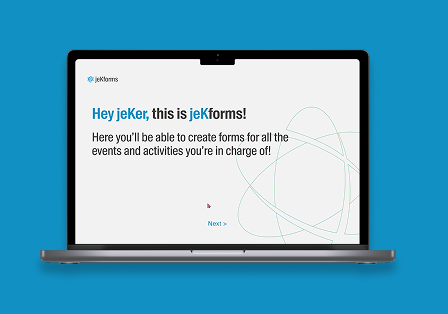 jeKforms
Hey jeKer, this is jeKforms!
Here you'll be able to create forms for all the
events and activities you're in charge of!
Next >